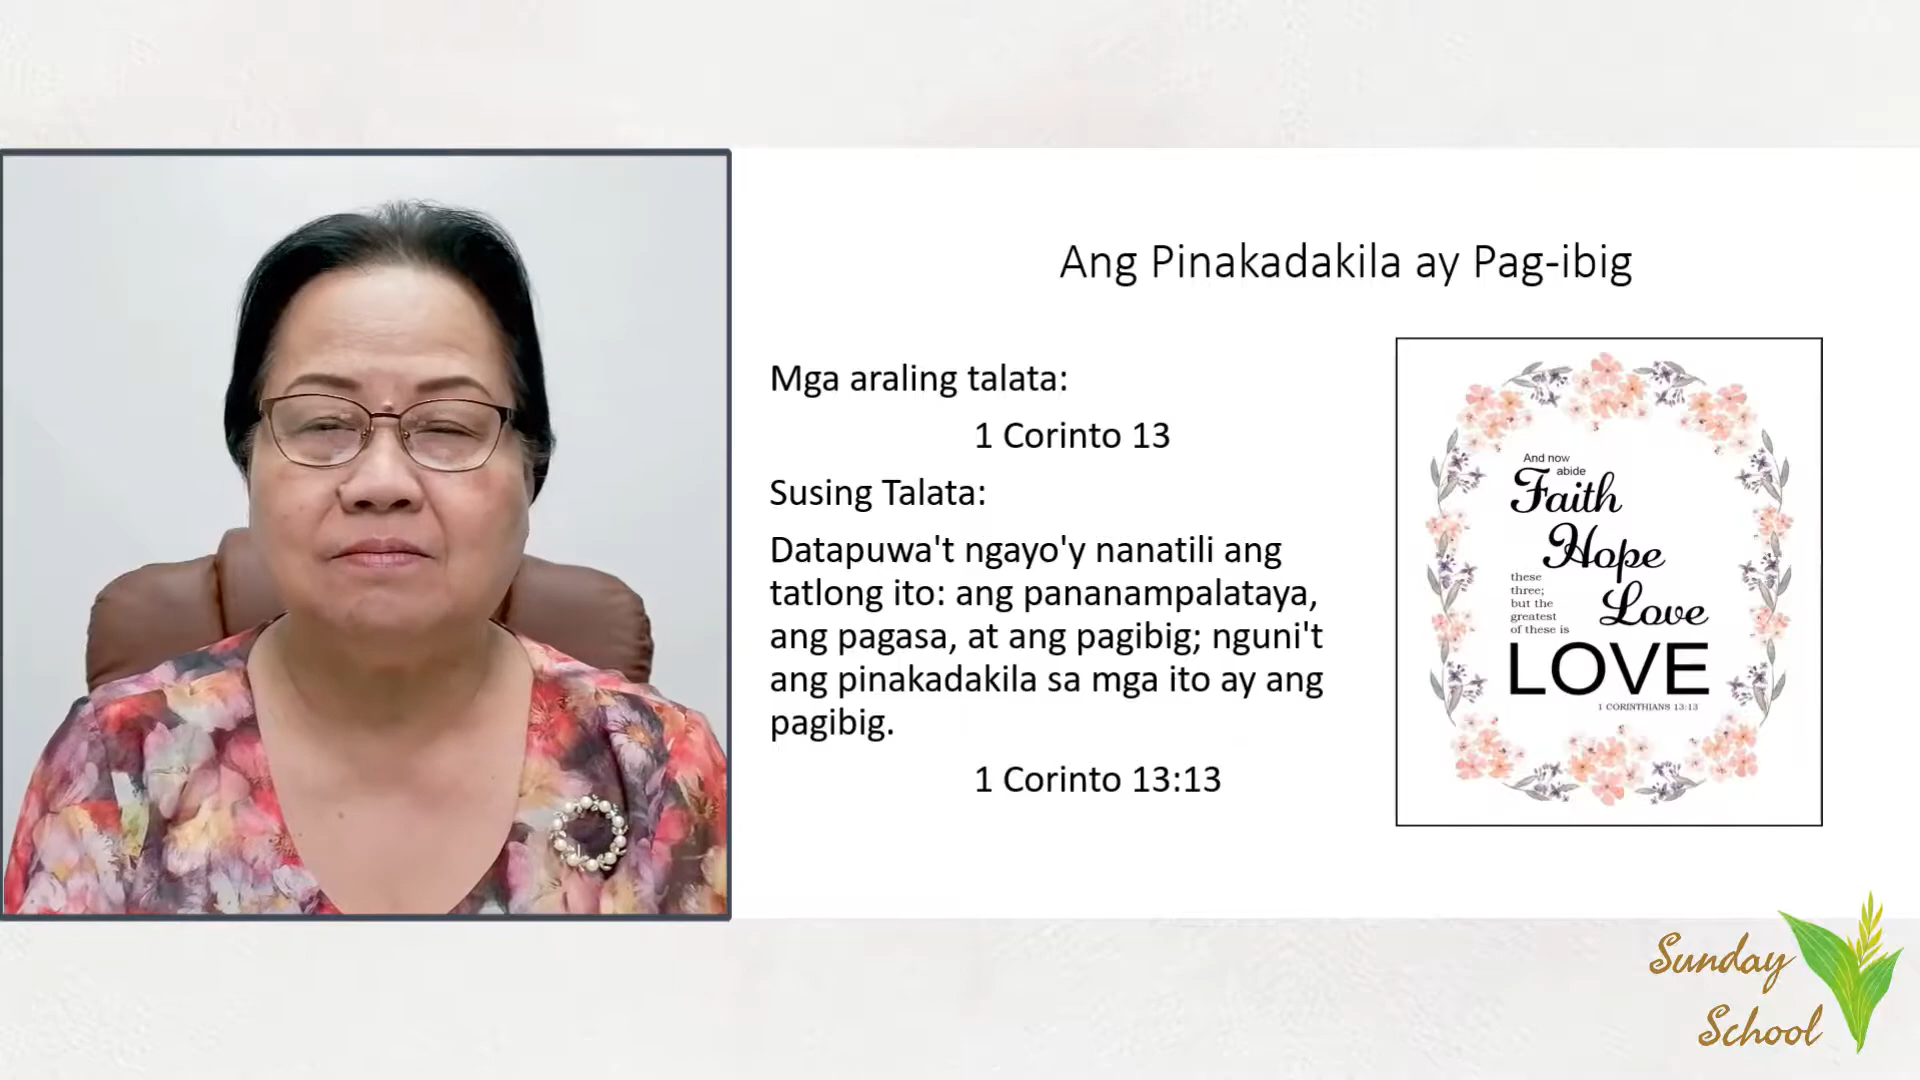 Ang Pinakadakila ay Pag-ibig
Mga araling talata:
1 Corinto 13
Susing Talata:
Datapuwa't ngayo'y nanatili ang
tatlong ito: ang pananampalataya,
ang pagasa, at ang pagibig; nguni't
ang pinakadakila sa mga ito ay ang
pagibig.
1 Corinto 13:13
And now
abide
Faith
Hope
these
three;
but the
greatest
of these is
Love
LOVE
1 CORINTHIANS 13:13
Sunday
School